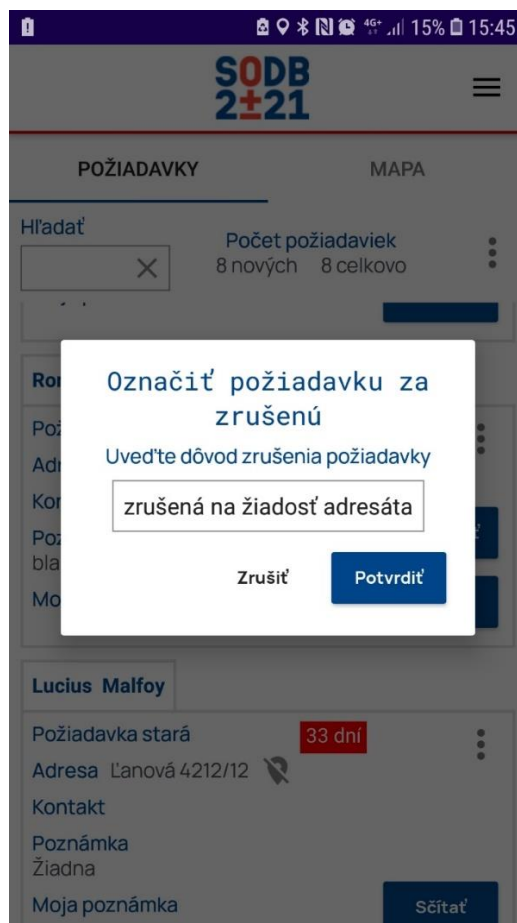 4G+ 15% 15:45
SODB
2±21
POŽIADAVKY MAPA
Hľadať
Počet požiadaviek
8 nových 8 celkovo
Označiť požiadavku za
zrušenú
Uveďte dôvod zrušenia požiadavky
zrušená na žiadosť adresáta
Zrušiť Potvrdiť
Lucius Malfoy
Požiadavka stará 33 dní
Adresa Ľanová 4212/12
Kontakt
Poznámka
Žiadna
Moja poznámka Sčítať